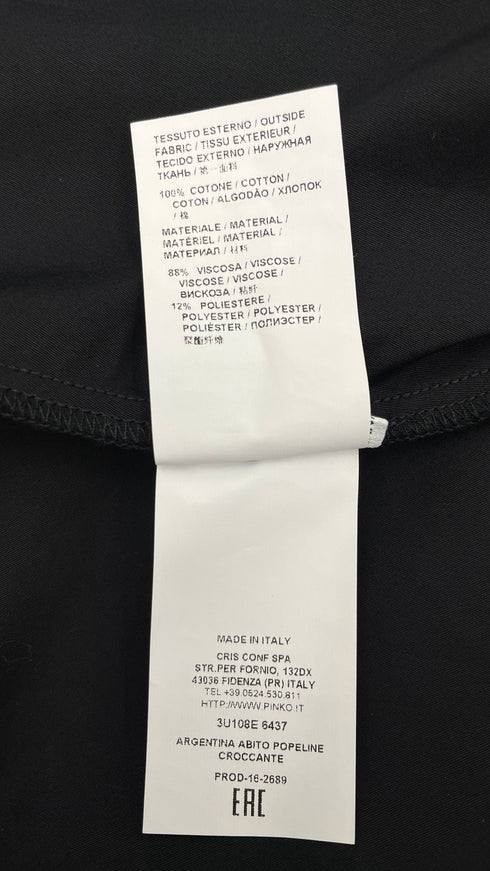 TESSUTO ESTERNO / OUTSIDE
FABRIC / TISSU EXTERIEUR /
TECIDO EXTERNO / НАРУЖНАЯ
ТКАНЬ / 第一面料
100% COTONE / COTTON /
COTON / ALGODÃO / ХЛОПОК
/ 棉
MATERIALE / MATERIAL /
MATÉRIEL / MATERIAL /
МАТЕРИАЛ / 材料
88% VISCOSA / VISCOSE /
VISCOSE / VISCOSE /
ВИСКОЗА / 粘纤
12% POLIESTERE /
POLYESTER / POLYESTER /
POLIÉSTER / ПОЛИЭСТЕР /
聚酯纤维
MADE IN ITALY
CRIS CONF SPA
STR.PER FORNIO, 132DX
43036 FIDENZA (PR) ITALY
TEL +39.0524.530.811
HTTP://WWW.PINKO.IT
3U108E 6437
ARGENTINA ABITO POPELINE
CROCCANTE
PROD-16-2689
EAC